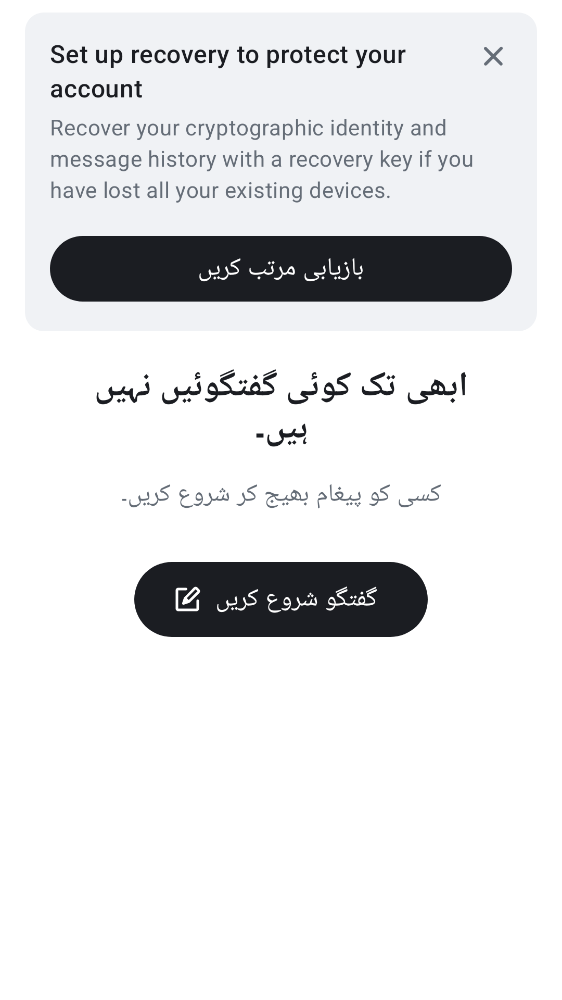 Set up recovery to protect your
account
Recover your cryptographic identity and
message history with a recovery key if you
have lost all your existing devices.
بازیابی مرتب کریں
ابھی تک کوئی گفتگوئیں نہیں
ہیں۔
کسی کو پیغام بھیج کر شروع کریں۔
گفتگو شروع کریں